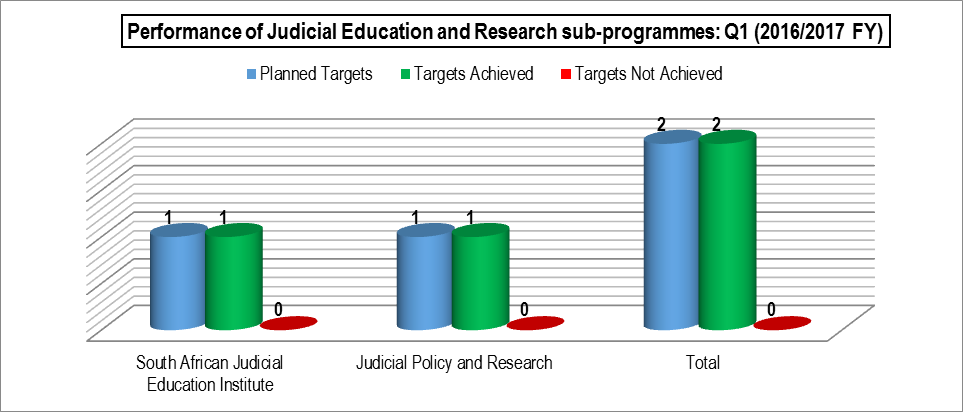 Performance of Judicial Education and Research sub-programmes: Q1 (2016/2017 FY)
Planned Targets Targets Achieved Targets Not Achieved
2 2
1 1 1 1
0 0 0
South African Judicial Judicial Policy and Research Total
Education Institute